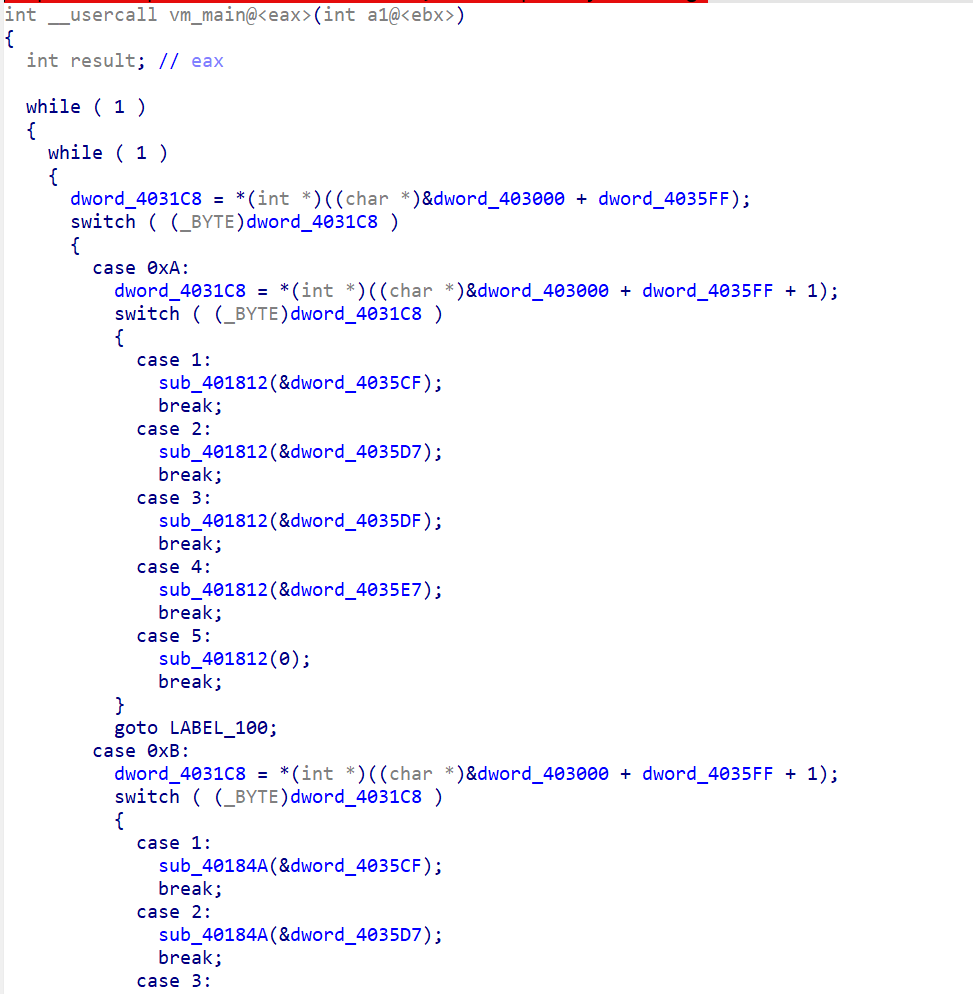 int __usercall vm_main@<eax>(int a1@<ebx>)
{
  int result; // eax
  while ( 1 )
  {
    while ( 1 )
    {
      dword_4031C8 = *(int *)((char *)&dword_403000 + dword_4035FF);
      switch ( (_BYTE)dword_4031C8 )
      {
        case 0xA:
          dword_4031C8 = *(int *)((char *)&dword_403000 + dword_4035FF + 1);
          switch ( (_BYTE)dword_4031C8 )
          {
            case 1:
              sub_401812(&dword_4035CF);
              break;
            case 2:
              sub_401812(&dword_4035D7);
              break;
            case 3:
              sub_401812(&dword_4035DF);
              break;
            case 4:
              sub_401812(&dword_4035E7);
              break;
            case 5:
              sub_401812(0);
              break;
          }
          goto LABEL_100;
        case 0xB:
          dword_4031C8 = *(int *)((char *)&dword_403000 + dword_4035FF + 1);
          switch ( (_BYTE)dword_4031C8 )
          {
            case 1:
              sub_40184A(&dword_4035CF);
              break;
            case 2:
              sub_40184A(&dword_4035D7);
              break;
            case 3: